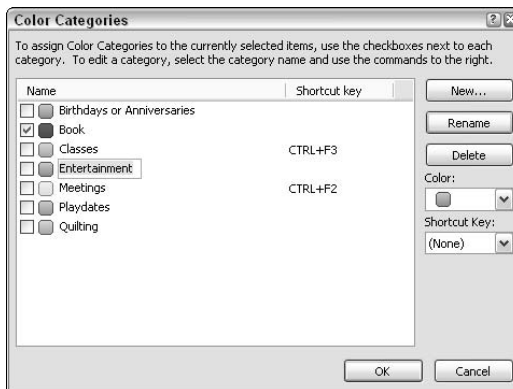 Color Categories
To assign Color Categories to the currently selected items, use the checkboxes next to each
category. To edit a category, select the category name and use the commands to the right.
Name Shortcut key
New...
Birthdays or Anniversaries
Book
Rename
Classes CTRL+F3
Delete
Entertainment
Color:
Meetings CTRL+F2
Playdates
Shortcut Key:
Quilting
(None)
OK Cancel